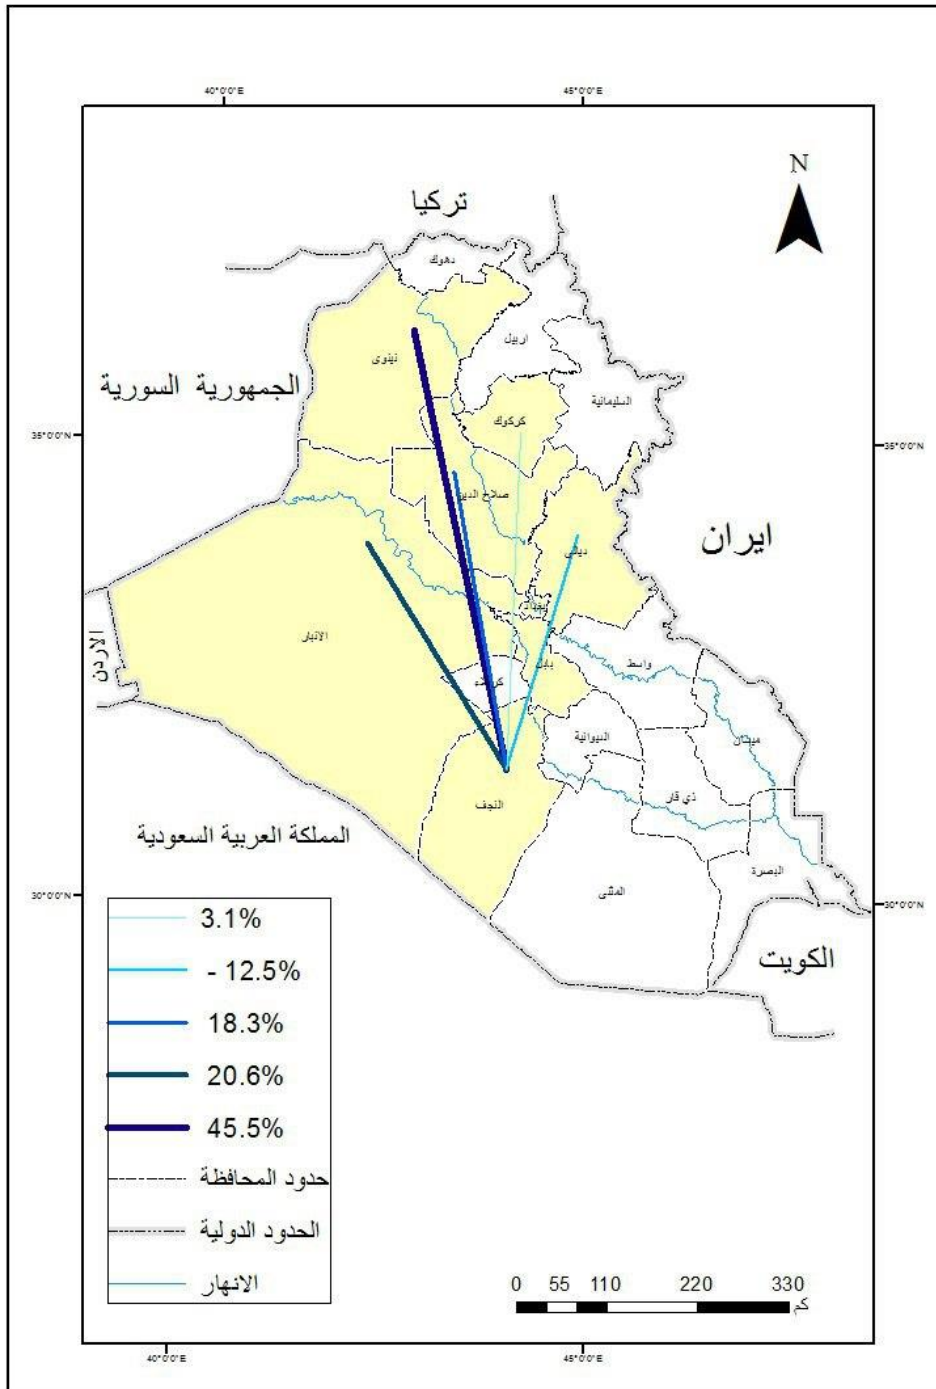 40°0'0"E
45°0'0"E
N
تركيا
دهوك
اربيل
نينوى
السليمانية
الجمهورية السورية
كركوك
35°0'0"N
35°0'0"N
صلاح الدين
ايران
ديالى
بغداد
الانبار
بابل
واسط
الاردن
كربلاء
الديوانية
ميسان
النجف
ذي قار
المملكة العربية السعودية
البصرة
المثنى
30°0'0"N
30°0'0"N
الكويت
3.1%
- 12.5%
18.3%
20.6%
45.5%
حدود المحافظة
الحدود الدولية
الانهار
0 55 110 220 330
كم
40°0'0"E
45°0'0"E